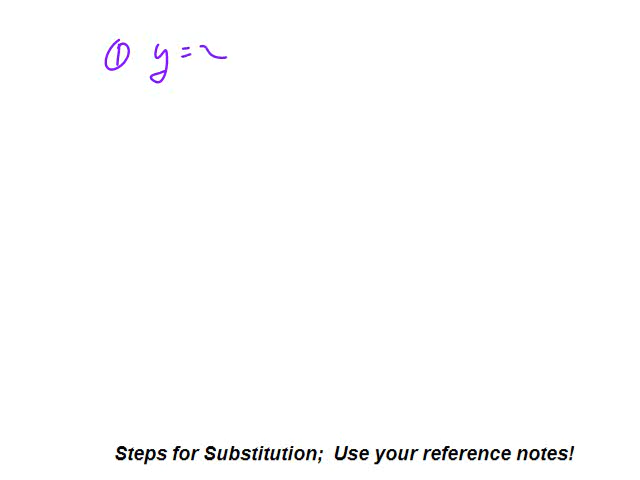 ① y =
Steps for Substitution; Use your reference notes!